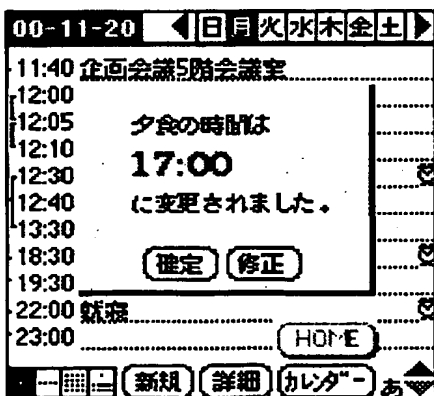 00-11-20 日 月 火 水 木 金 土
11:40 企画会議5階会議室
12:00
12:05
12:10
12:30
12:40
13:30
18:30
19:30
22:00 就寝
23:00
夕食の時間は
17:00
に変更されました。
確定 修正
HOME
新規 詳細 カレンダー あ